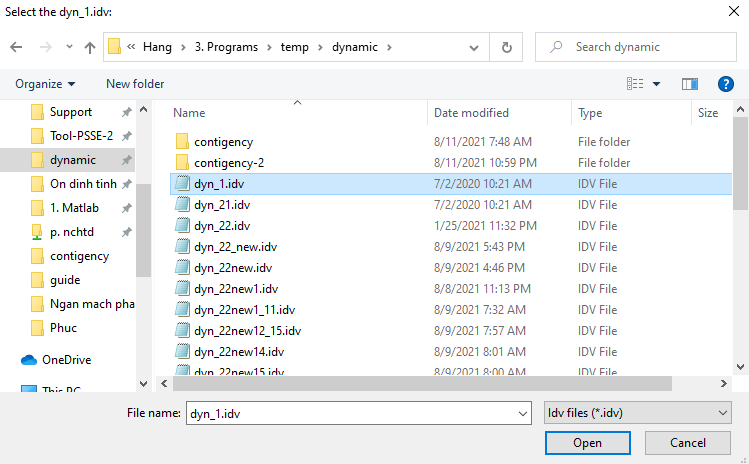 Select the dyn_1.idv:
« Hang › 3. Programs › temp › dynamic ›
Search dynamic
Organize
New folder
?
Support
Tool-PSSE-2
dynamic
On dinh tinh
1. Matlab
p. nchtd
contigency
guide
Ngan mach pha
Phuc
OneDrive
This PC
Name Date modified Type Size
contigency 8/11/2021 7:48 AM File folder
contigency-2 8/11/2021 10:59 PM File folder
dyn_1.idv 7/2/2020 10:21 AM IDV File
dyn_21.idv 7/2/2020 10:21 AM IDV File
dyn_22.idv 1/25/2021 11:32 PM IDV File
dyn_22_new.idv 8/9/2021 5:43 PM IDV File
dyn_22new.idv 8/9/2021 4:46 PM IDV File
dyn_22new1.idv 8/8/2021 11:13 PM IDV File
dyn_22new1_11.idv 8/9/2021 7:32 AM IDV File
dyn_22new12_15.idv 8/9/2021 7:57 AM IDV File
dyn_22new14.idv 8/9/2021 8:01 AM IDV File
dyn_22new15.idv 8/9/2021 8:00 AM IDV File
File name: dyn_1.idv
Idv files (*.idv)
Open
Cancel